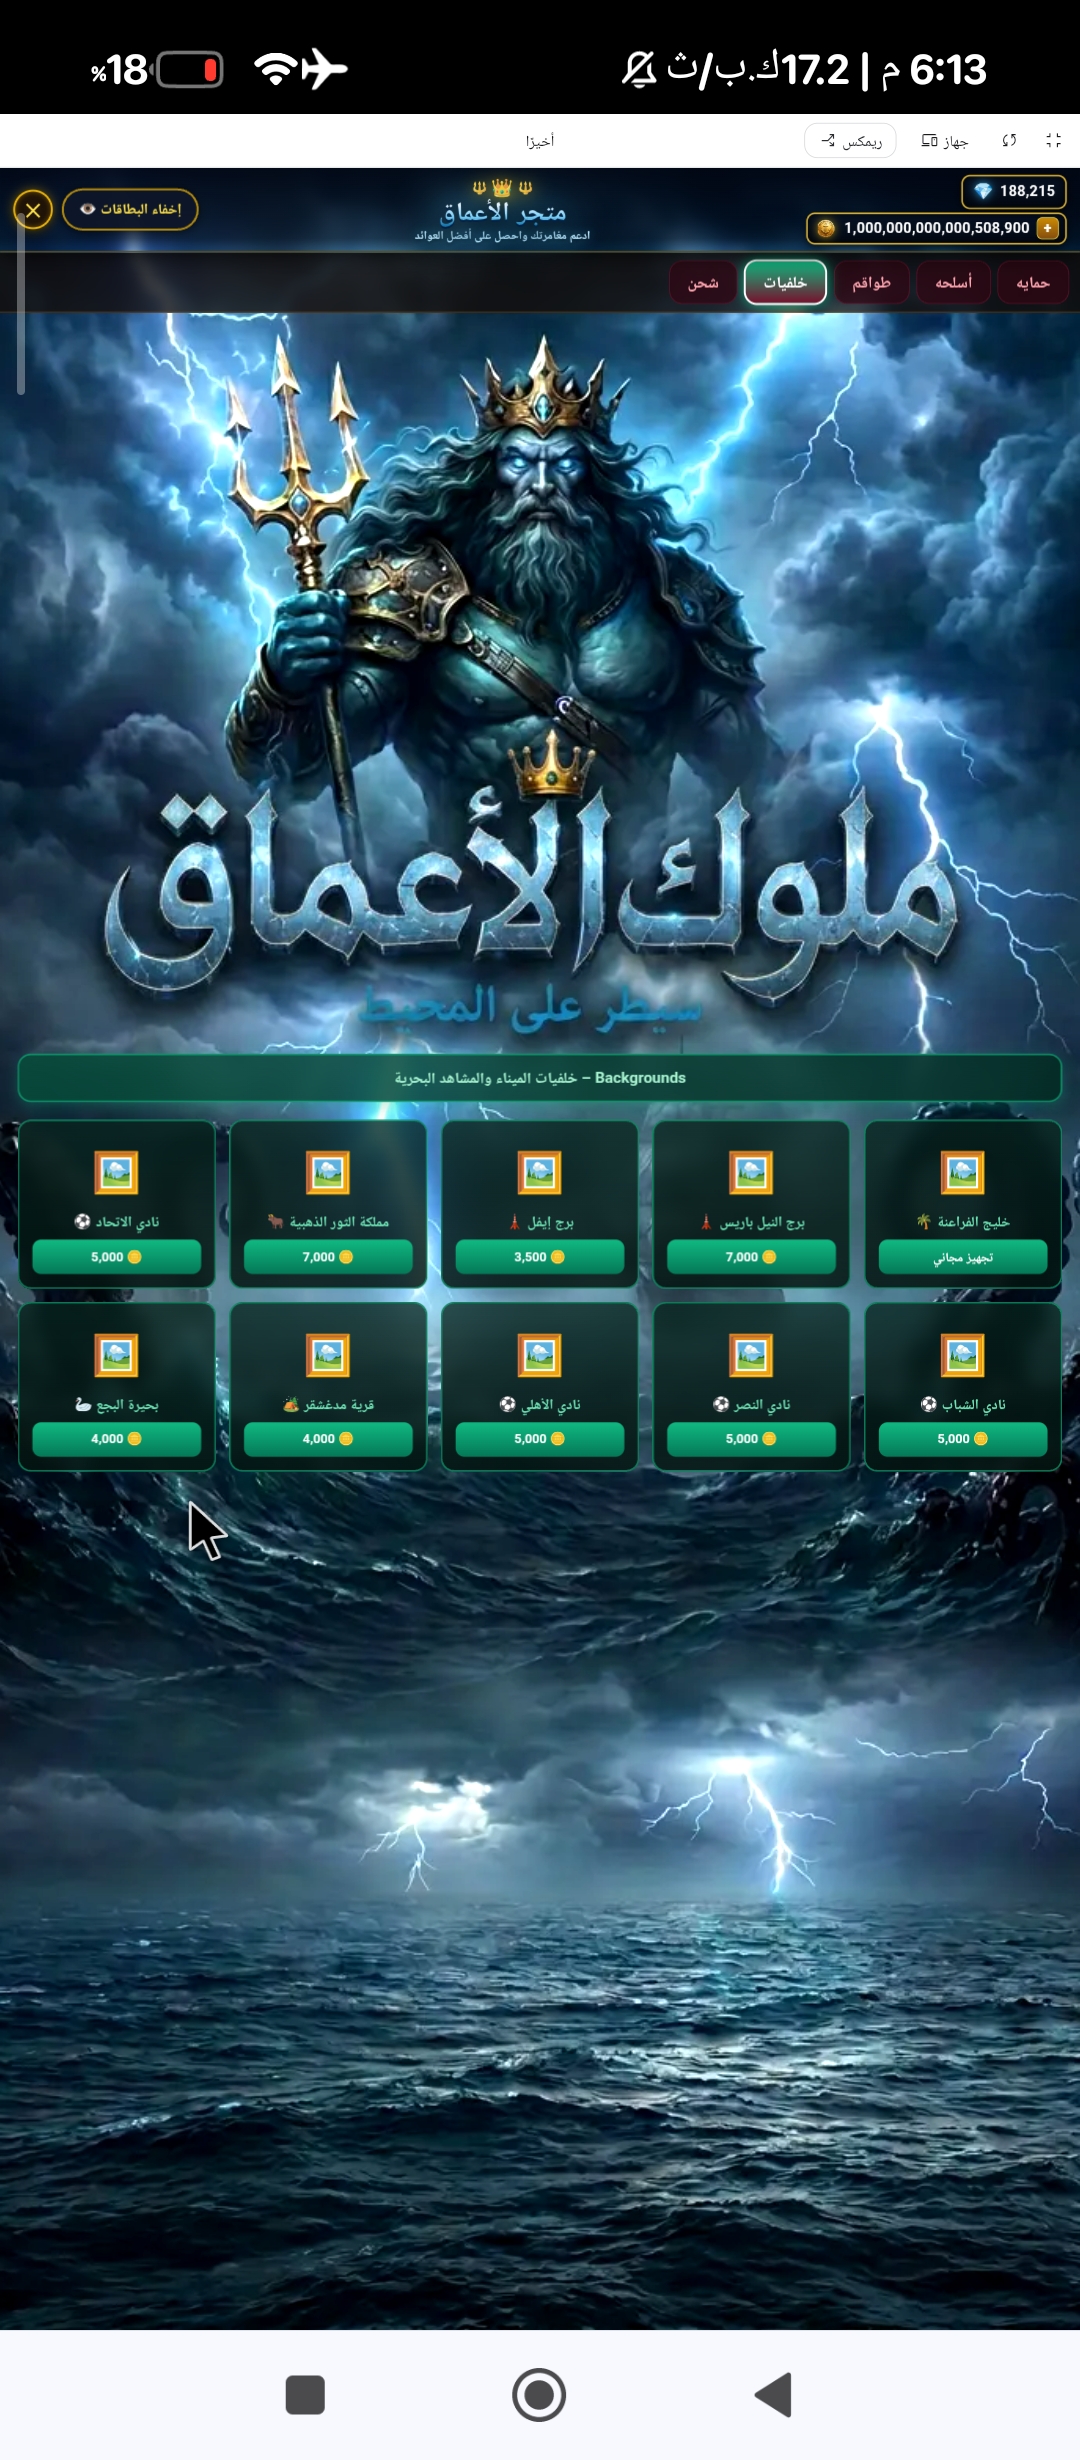 6:13 م | 17.2ك.ب/ث
18%
أخيرًا
ريمكس
جهاز
188,215
1,000,000,000,000,508,900 +
متجر الأعماق
ادعم مغامرتك واحصل على أفضل العوائد
إخفاء البطاقات
حمايه
أسلحه
طواقم
خلفيات
شحن
ملوك الأعماق
سيطر على المحيط
Backgrounds – خلفيات الميناء والمشاهد البحرية
خليج الفراعنة
تجهيز مجاني
برج النيل باريس
7,000
برج إيفل
3,500
مملكة الثور الذهبية
7,000
نادي الاتحاد
5,000
نادي الشباب
5,000
نادي النصر
5,000
نادي الأهلي
5,000
قرية مدغشقر
4,000
بحيرة البجع
4,000